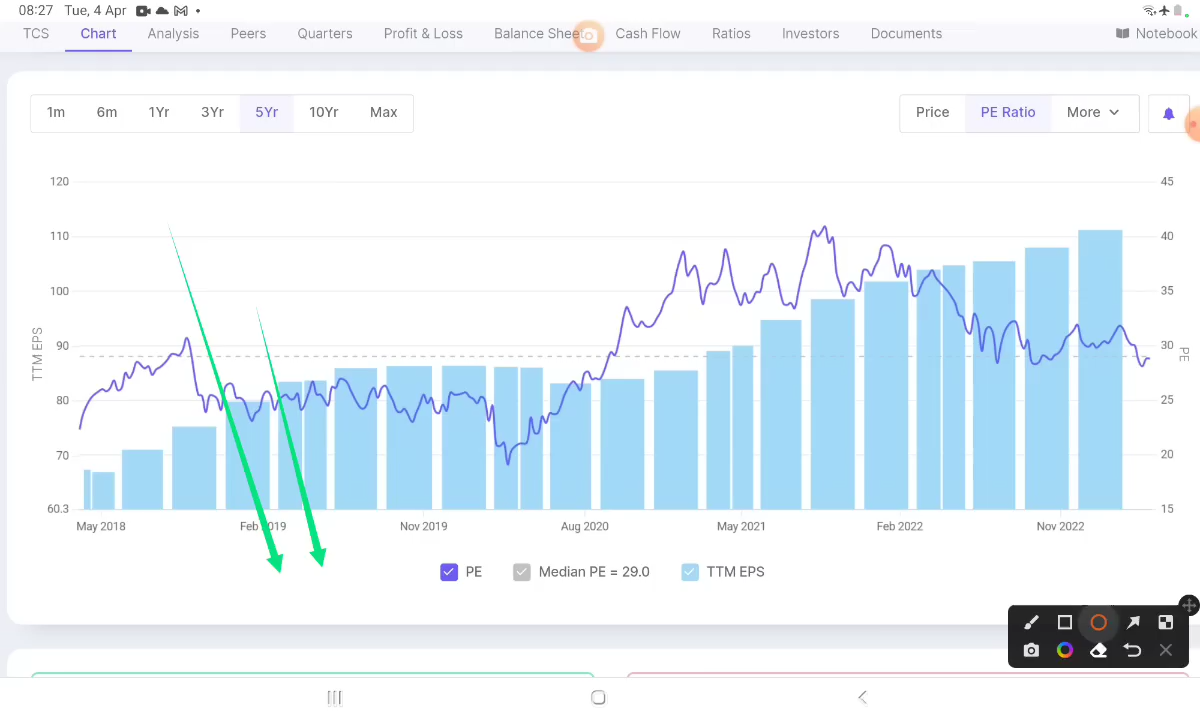 08:27 Tue, 4 Apr
TCS Chart Analysis Peers Quarters Profit & Loss Balance Sheet Cash Flow Ratios Investors Documents Notebook
1m 6m 1Yr 3Yr 5Yr 10Yr Max Price PE Ratio More
120 45
110 40
100 35
90 30
80 25
70 20
60.3 15
TTM EPS
PE
May 2018 Feb 2019 Nov 2019 Aug 2020 May 2021 Feb 2022 Nov 2022
PE Median PE = 29.0 TTM EPS